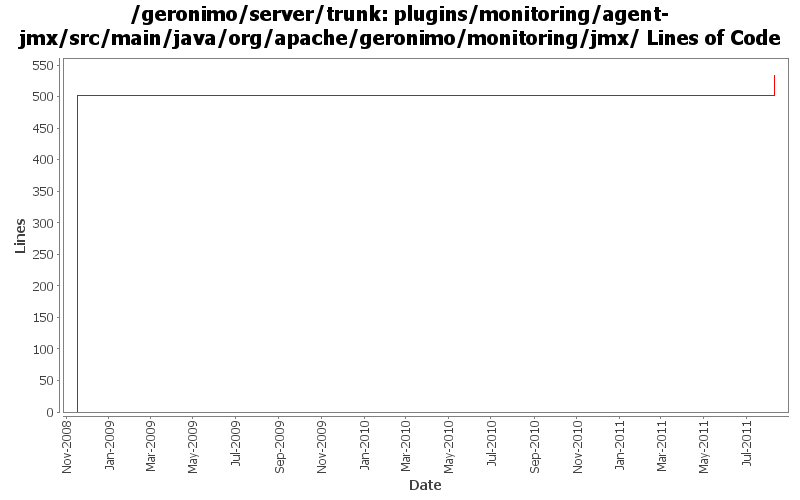 /geronimo/server/trunk: plugins/monitoring/agent-
jmx/src/main/java/org/apache/geronimo/monitoring/jmx/ Lines of Code
550
500
450
400
350
300
250
200
150
100
50
0
Lines
Nov-2008
Jan-2009
Mar-2009
May-2009
Jul-2009
Sep-2009
Nov-2009
Jan-2010
Mar-2010
May-2010
Jul-2010
Sep-2010
Nov-2010
Jan-2011
Mar-2011
May-2011
Jul-2011
Date